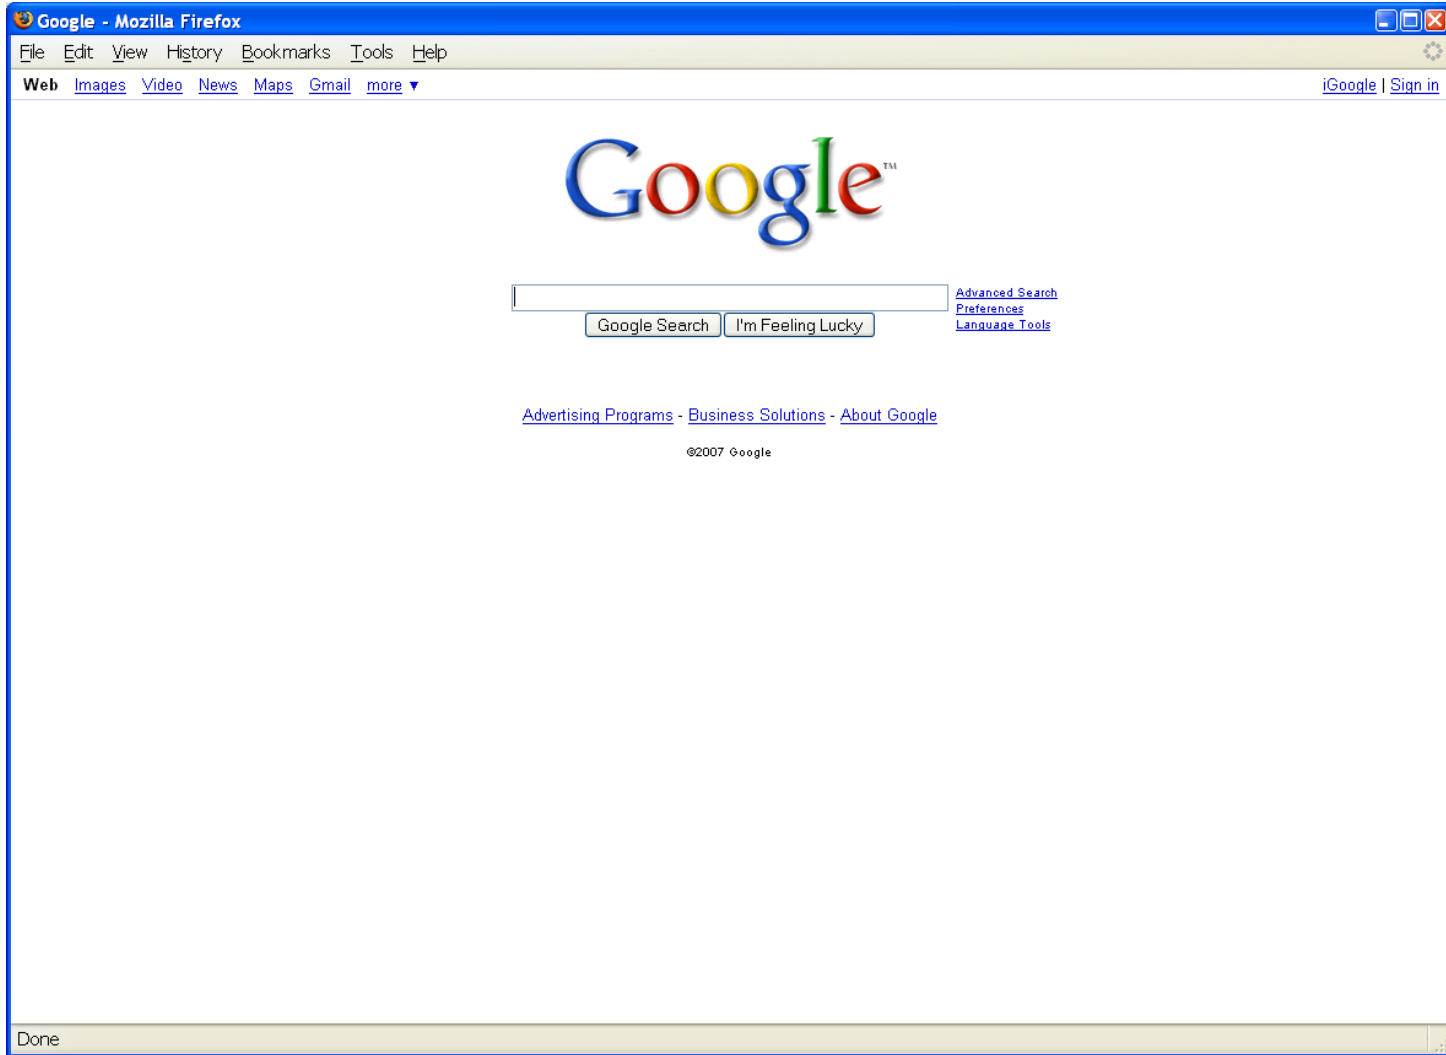 Google - Mozilla Firefox
File Edit View History Bookmarks Tools Help
Web Images Video News Maps Gmail more ▼ iGoogle | Sign in
Google™
Advanced Search
Preferences
Google Search I'm Feeling Lucky Language Tools
Advertising Programs - Business Solutions - About Google
©2007 Google
Done